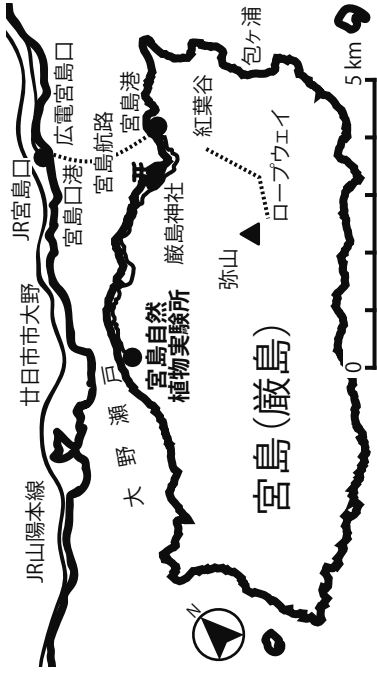 JR山陽本線
廿日市市大野
JR宮島口
広電宮島口
宮島口港
宮島航路
宮島港
大野瀬戸
宮島自然
植物実験所
厳島神社
紅葉谷
包ヶ浦
弥山
ロープウェイ
宮島(厳島)
N
0
5 km